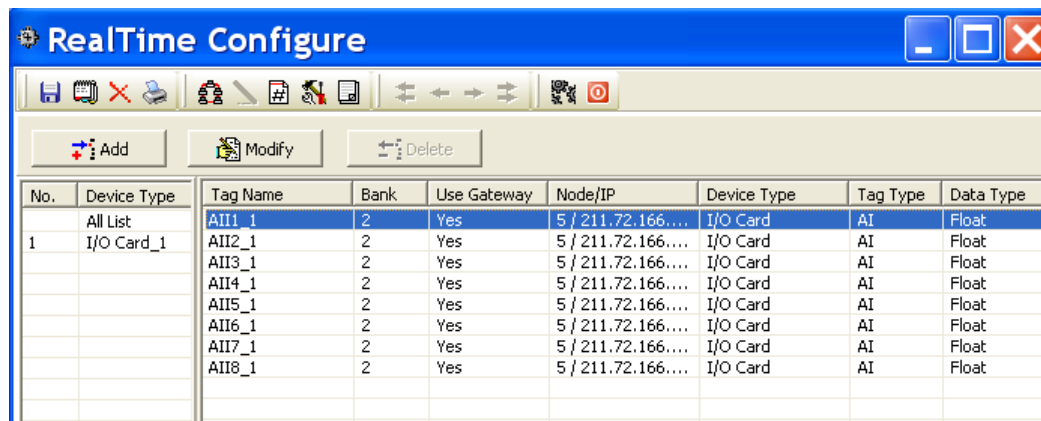 RealTime Configure
Add Modify Delete
No. Device Type Tag Name Bank Use Gateway Node/IP Device Type Tag Type Data Type
All List AII1_1 2 Yes 5 / 211.72.166.... I/O Card AI Float
1 I/O Card_1 AII2_1 2 Yes 5 / 211.72.166.... I/O Card AI Float
AII3_1 2 Yes 5 / 211.72.166.... I/O Card AI Float
AII4_1 2 Yes 5 / 211.72.166.... I/O Card AI Float
AII5_1 2 Yes 5 / 211.72.166.... I/O Card AI Float
AII6_1 2 Yes 5 / 211.72.166.... I/O Card AI Float
AII7_1 2 Yes 5 / 211.72.166.... I/O Card AI Float
AII8_1 2 Yes 5 / 211.72.166.... I/O Card AI Float